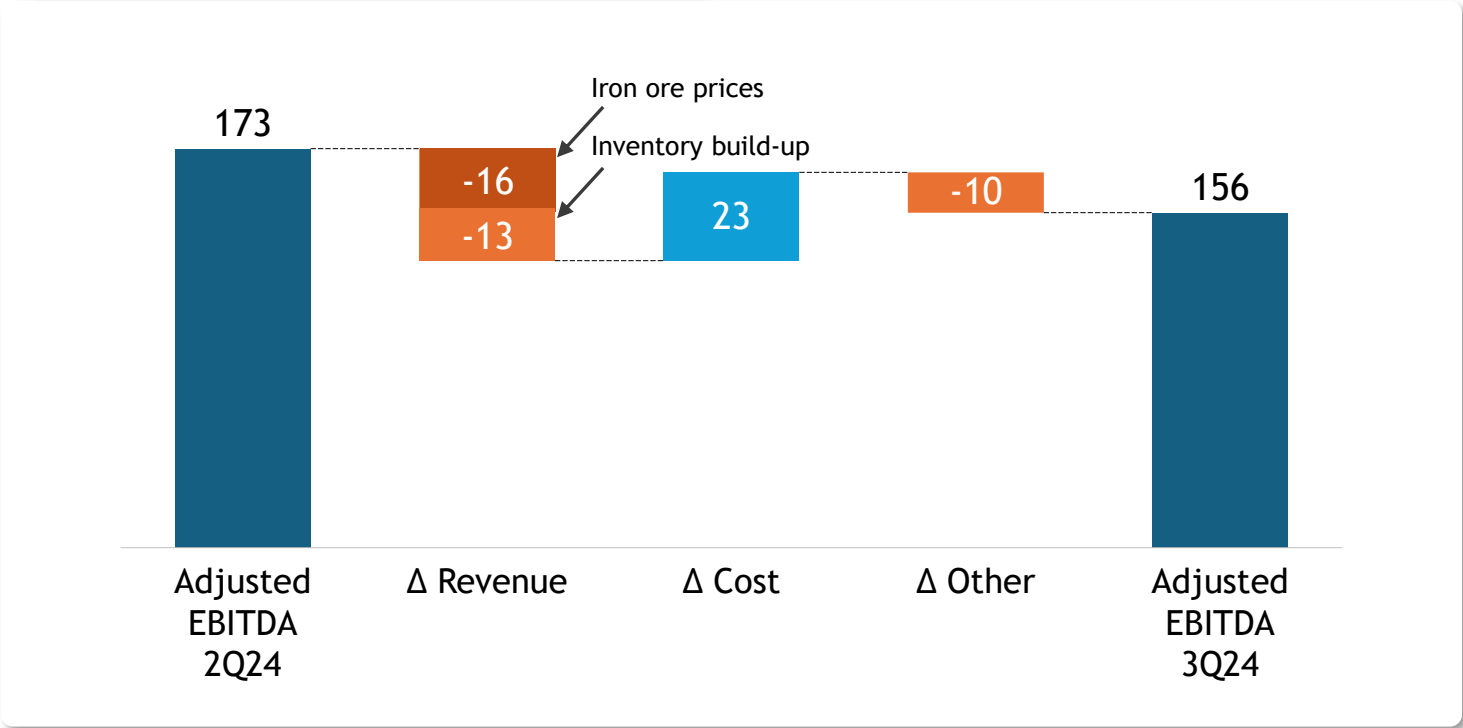 Iron ore prices
173
Inventory build-up
-16
-13
23
-10
156
Adjusted
EBITDA
2Q24
Δ Revenue
Δ Cost
Δ Other
Adjusted
EBITDA
3Q24